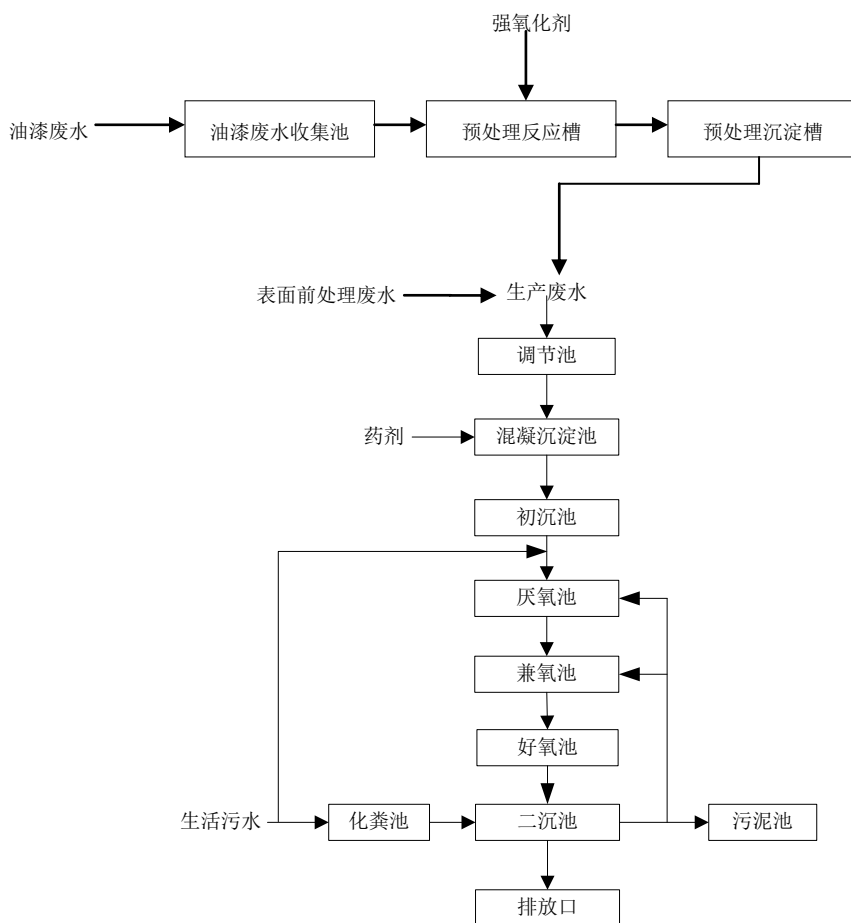 强氧化剂
油漆废水
油漆废水收集池
预处理反应槽
预处理沉淀槽
表面前处理废水
生产废水
调节池
药剂
混凝沉淀池
初沉池
厌氧池
兼氧池
好氧池
生活污水
化粪池
二沉池
污泥池
排放口